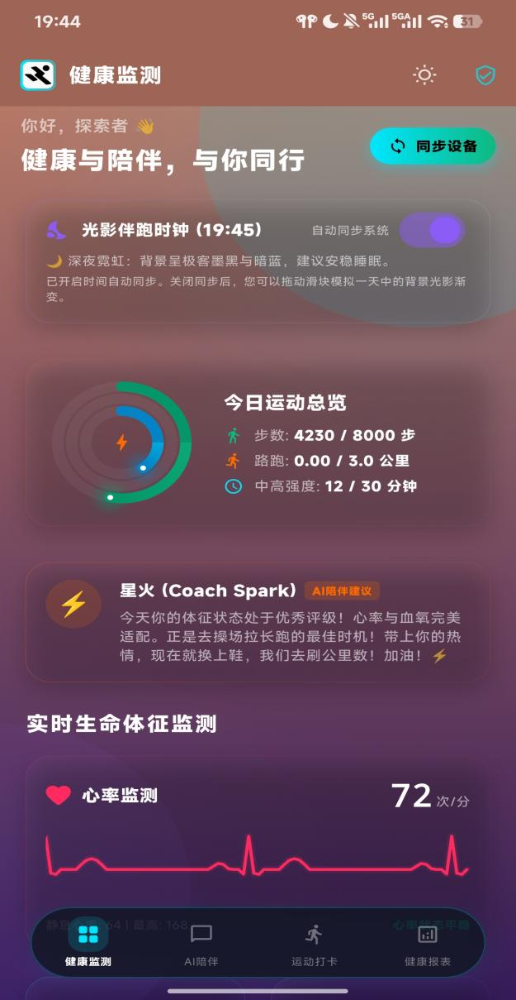 19:44
5G
5GA
31
健康监测
你好，探索者 👋
健康与陪伴，与你同行
同步设备
光影伴跑时钟 (19:45)
自动同步系统
🌙 深夜霓虹：背景呈极客墨黑与暗蓝，建议安稳睡眠。
已开启时间自动同步。关闭同步后，您可以拖动滑块模拟一天中的背景光影渐
变。
今日运动总览
步数: 4230 / 8000 步
路跑: 0.00 / 3.0 公里
中高强度: 12 / 30 分钟
星火 (Coach Spark)
AI陪伴建议
今天你的体征状态处于优秀评级！心率与血氧完美
适配。正是去操场拉长跑的最佳时机！带上你的热
情，现在就换上鞋，我们去刷公里数！加油！⚡
实时生命体征监测
心率监测
72 次/分
静息心率: 64 | 最高: 168
心率状态平稳
健康监测
AI陪伴
运动打卡
健康报表